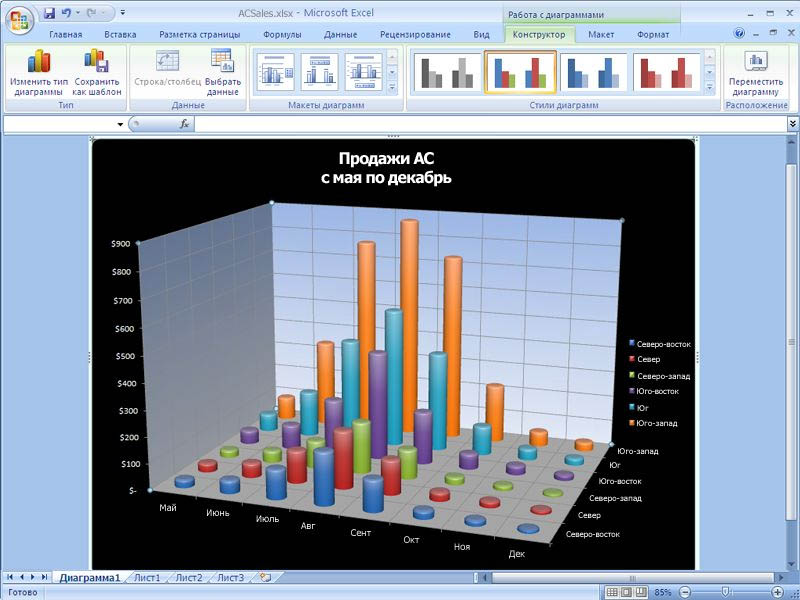 ACSales.xlsx - Microsoft Excel
Работа с диаграммами
Главная Вставка Разметка страницы Формулы Данные Рецензирование Вид Конструктор Макет Формат
Изменить тип диаграммы
Сохранить как шаблон
Строка/столбец
Выбрать данные
Переместить диаграмму
Тип Данные Макеты диаграмм Стили диаграмм Расположение
fx
Продажи АС
с мая по декабрь
$900
$800
$700
$600
$500
$400
$300
$200
$100
$-
Май
Июнь
Июль
Авг
Сент
Окт
Ноя
Дек
Северо-восток
Север
Северо-запад
Юго-восток
Юг
Юго-запад
Юго-запад
Юг
Юго-восток
Северо-запад
Север
Северо-восток
Диаграмма1 Лист1 Лист2 Лист3
Готово
85%